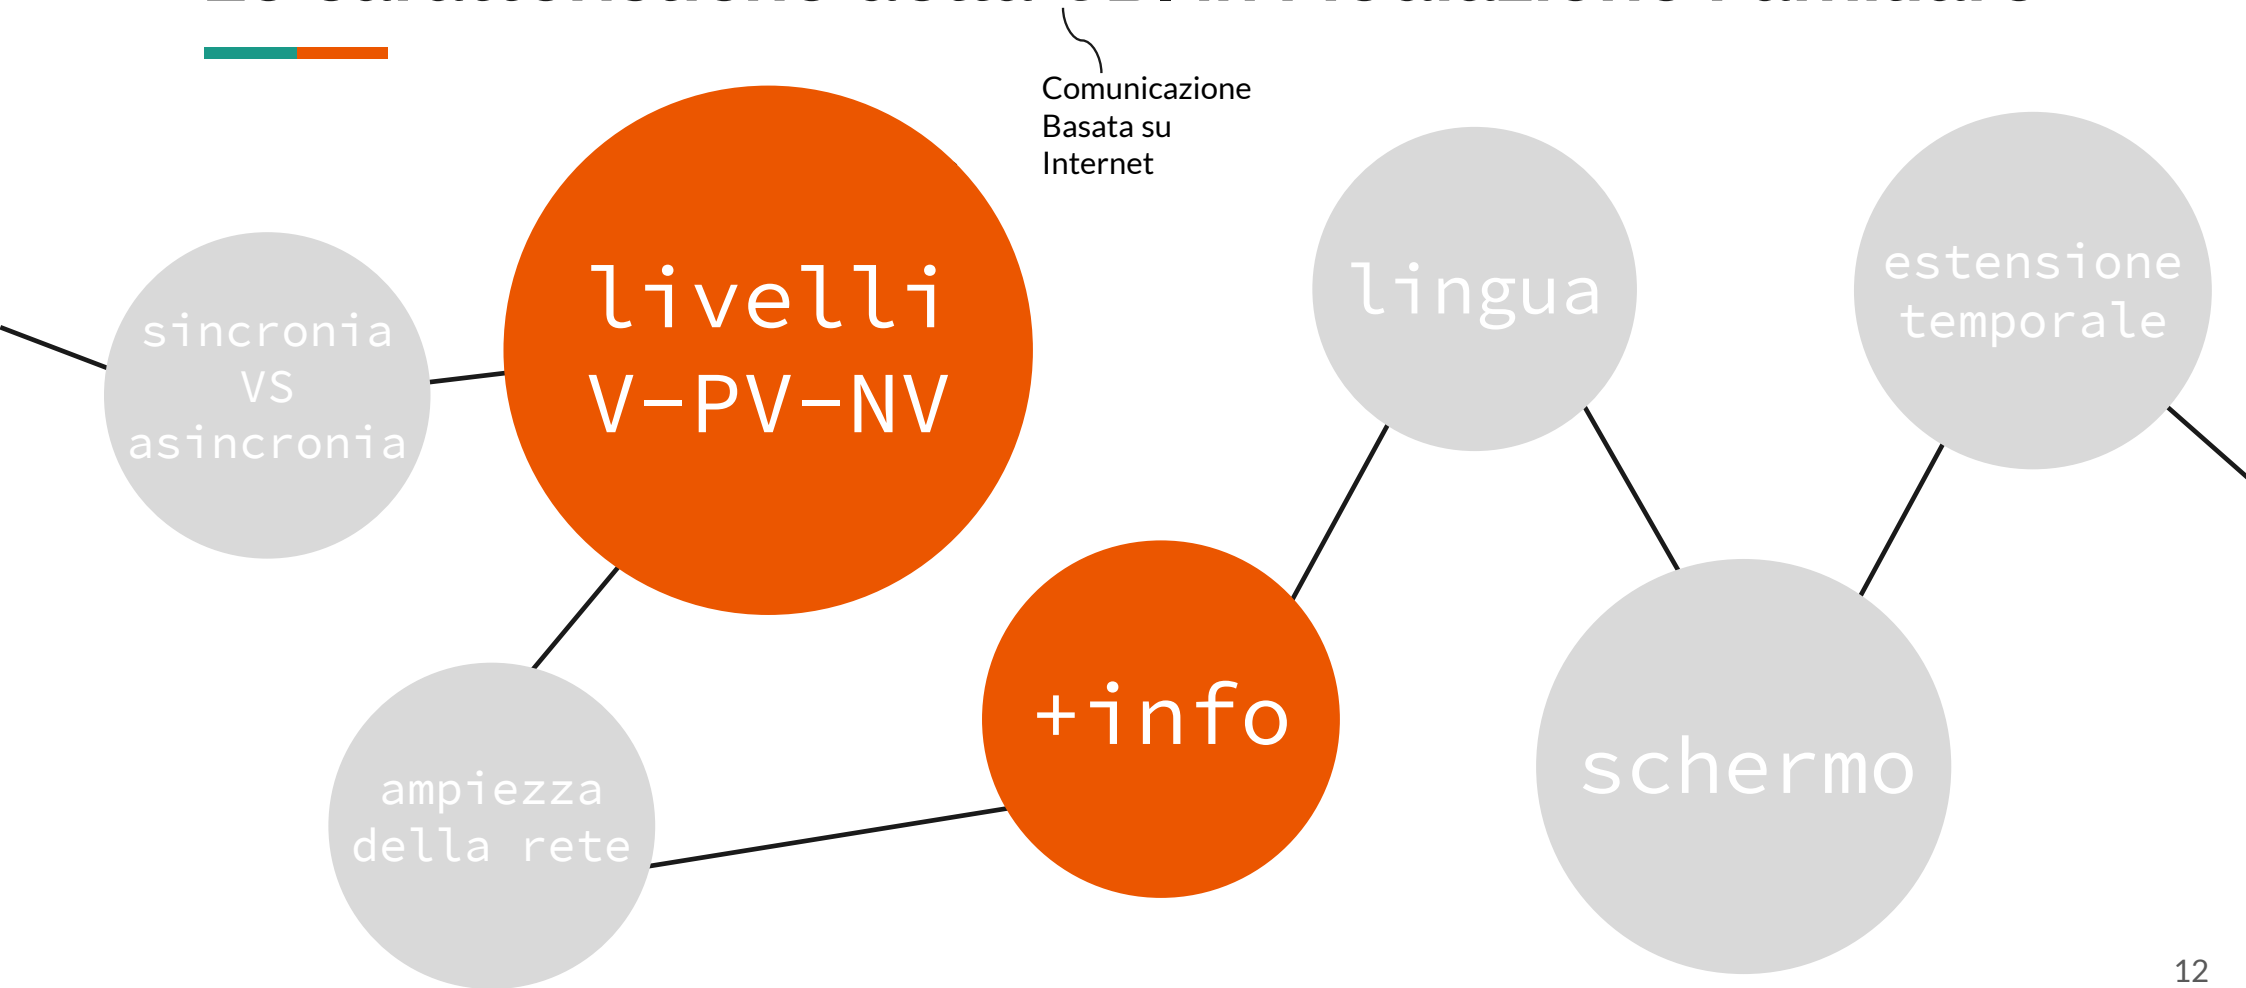 Comunicazione
Basata su
Internet
sincronia
VS
asincronia
livelli
V-PV-NV
ampiezza
della rete
+info
lingua
schermo
estensione
temporale
12